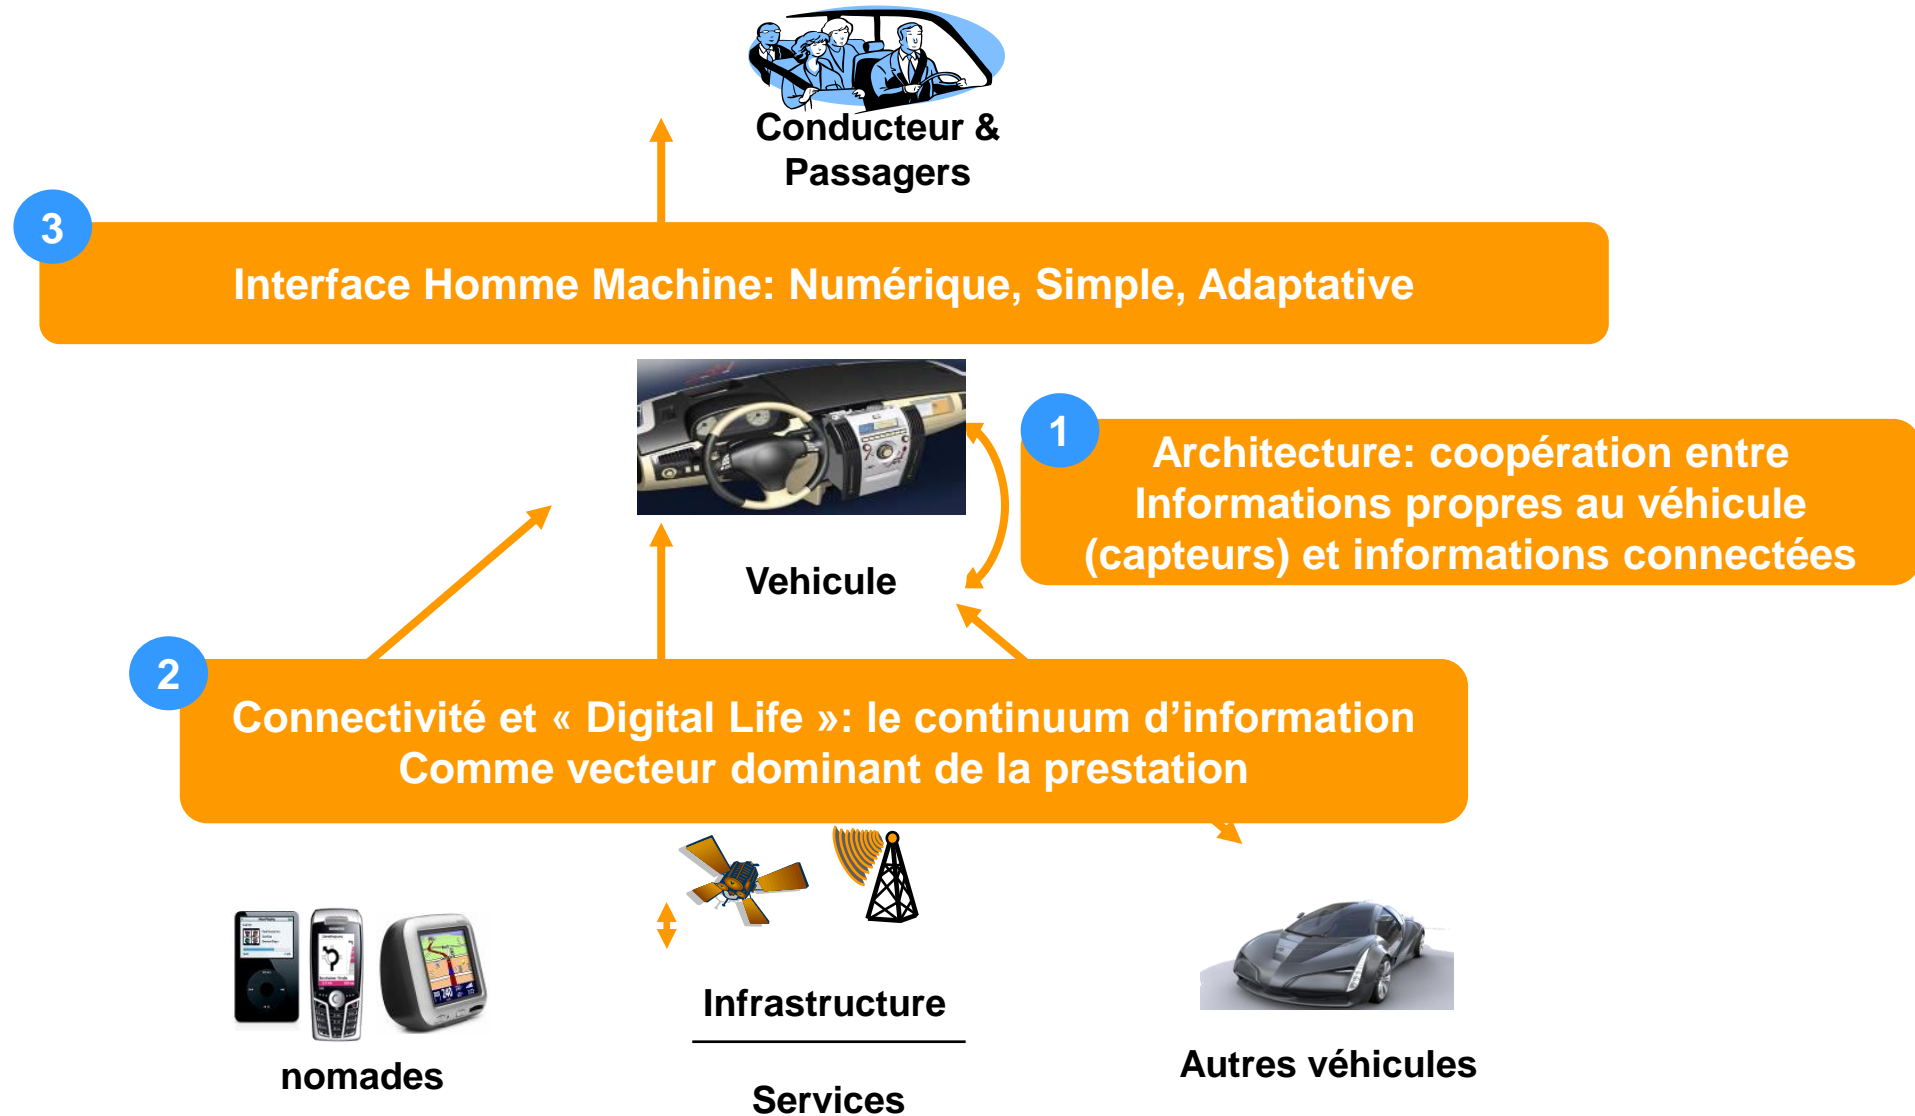 Conducteur &
Passagers
3
Interface Homme Machine: Numérique, Simple, Adaptative
1
Architecture: coopération entre
Informations propres au véhicule
(capteurs) et informations connectées
Vehicule
2
Connectivité et « Digital Life »: le continuum d’information
Comme vecteur dominant de la prestation
nomades
Infrastructure
Services
Autres véhicules